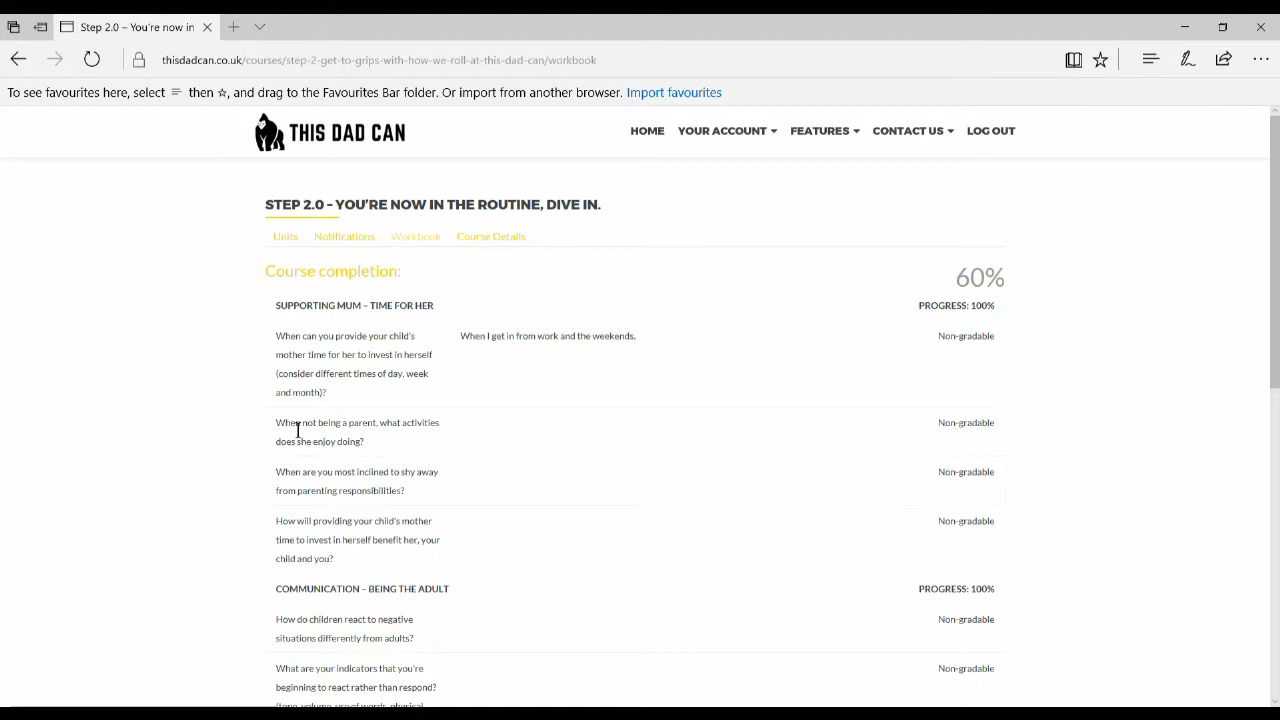 Step 2.0 – You're now in
thisdadcan.co.uk/courses/step-2-get-to-grips-with-how-we-roll-at-this-dad-can/workbook
To see favourites here, select then , and drag to the Favourites Bar folder. Or import from another browser. Import favourites
THIS DAD CAN
HOME YOUR ACCOUNT FEATURES CONTACT US LOG OUT
STEP 2.0 – YOU'RE NOW IN THE ROUTINE, DIVE IN.
Units Notifications Workbook Course Details
Course completion:
60%
SUPPORTING MUM – TIME FOR HER PROGRESS: 100%
When can you provide your child's When I get in from work and the weekends. Non-gradable
mother time for her to invest in herself
(consider different times of day, week
and month)?
When not being a parent, what activities Non-gradable
does she enjoy doing?
When are you most inclined to shy away Non-gradable
from parenting responsibilities?
How will providing your child's mother Non-gradable
time to invest in herself benefit her, your
child and you?
COMMUNICATION – BEING THE ADULT PROGRESS: 100%
How do children react to negative Non-gradable
situations differently from adults?
What are your indicators that you're Non-gradable
beginning to react rather than respond?
(tone, volume, use of words, physical